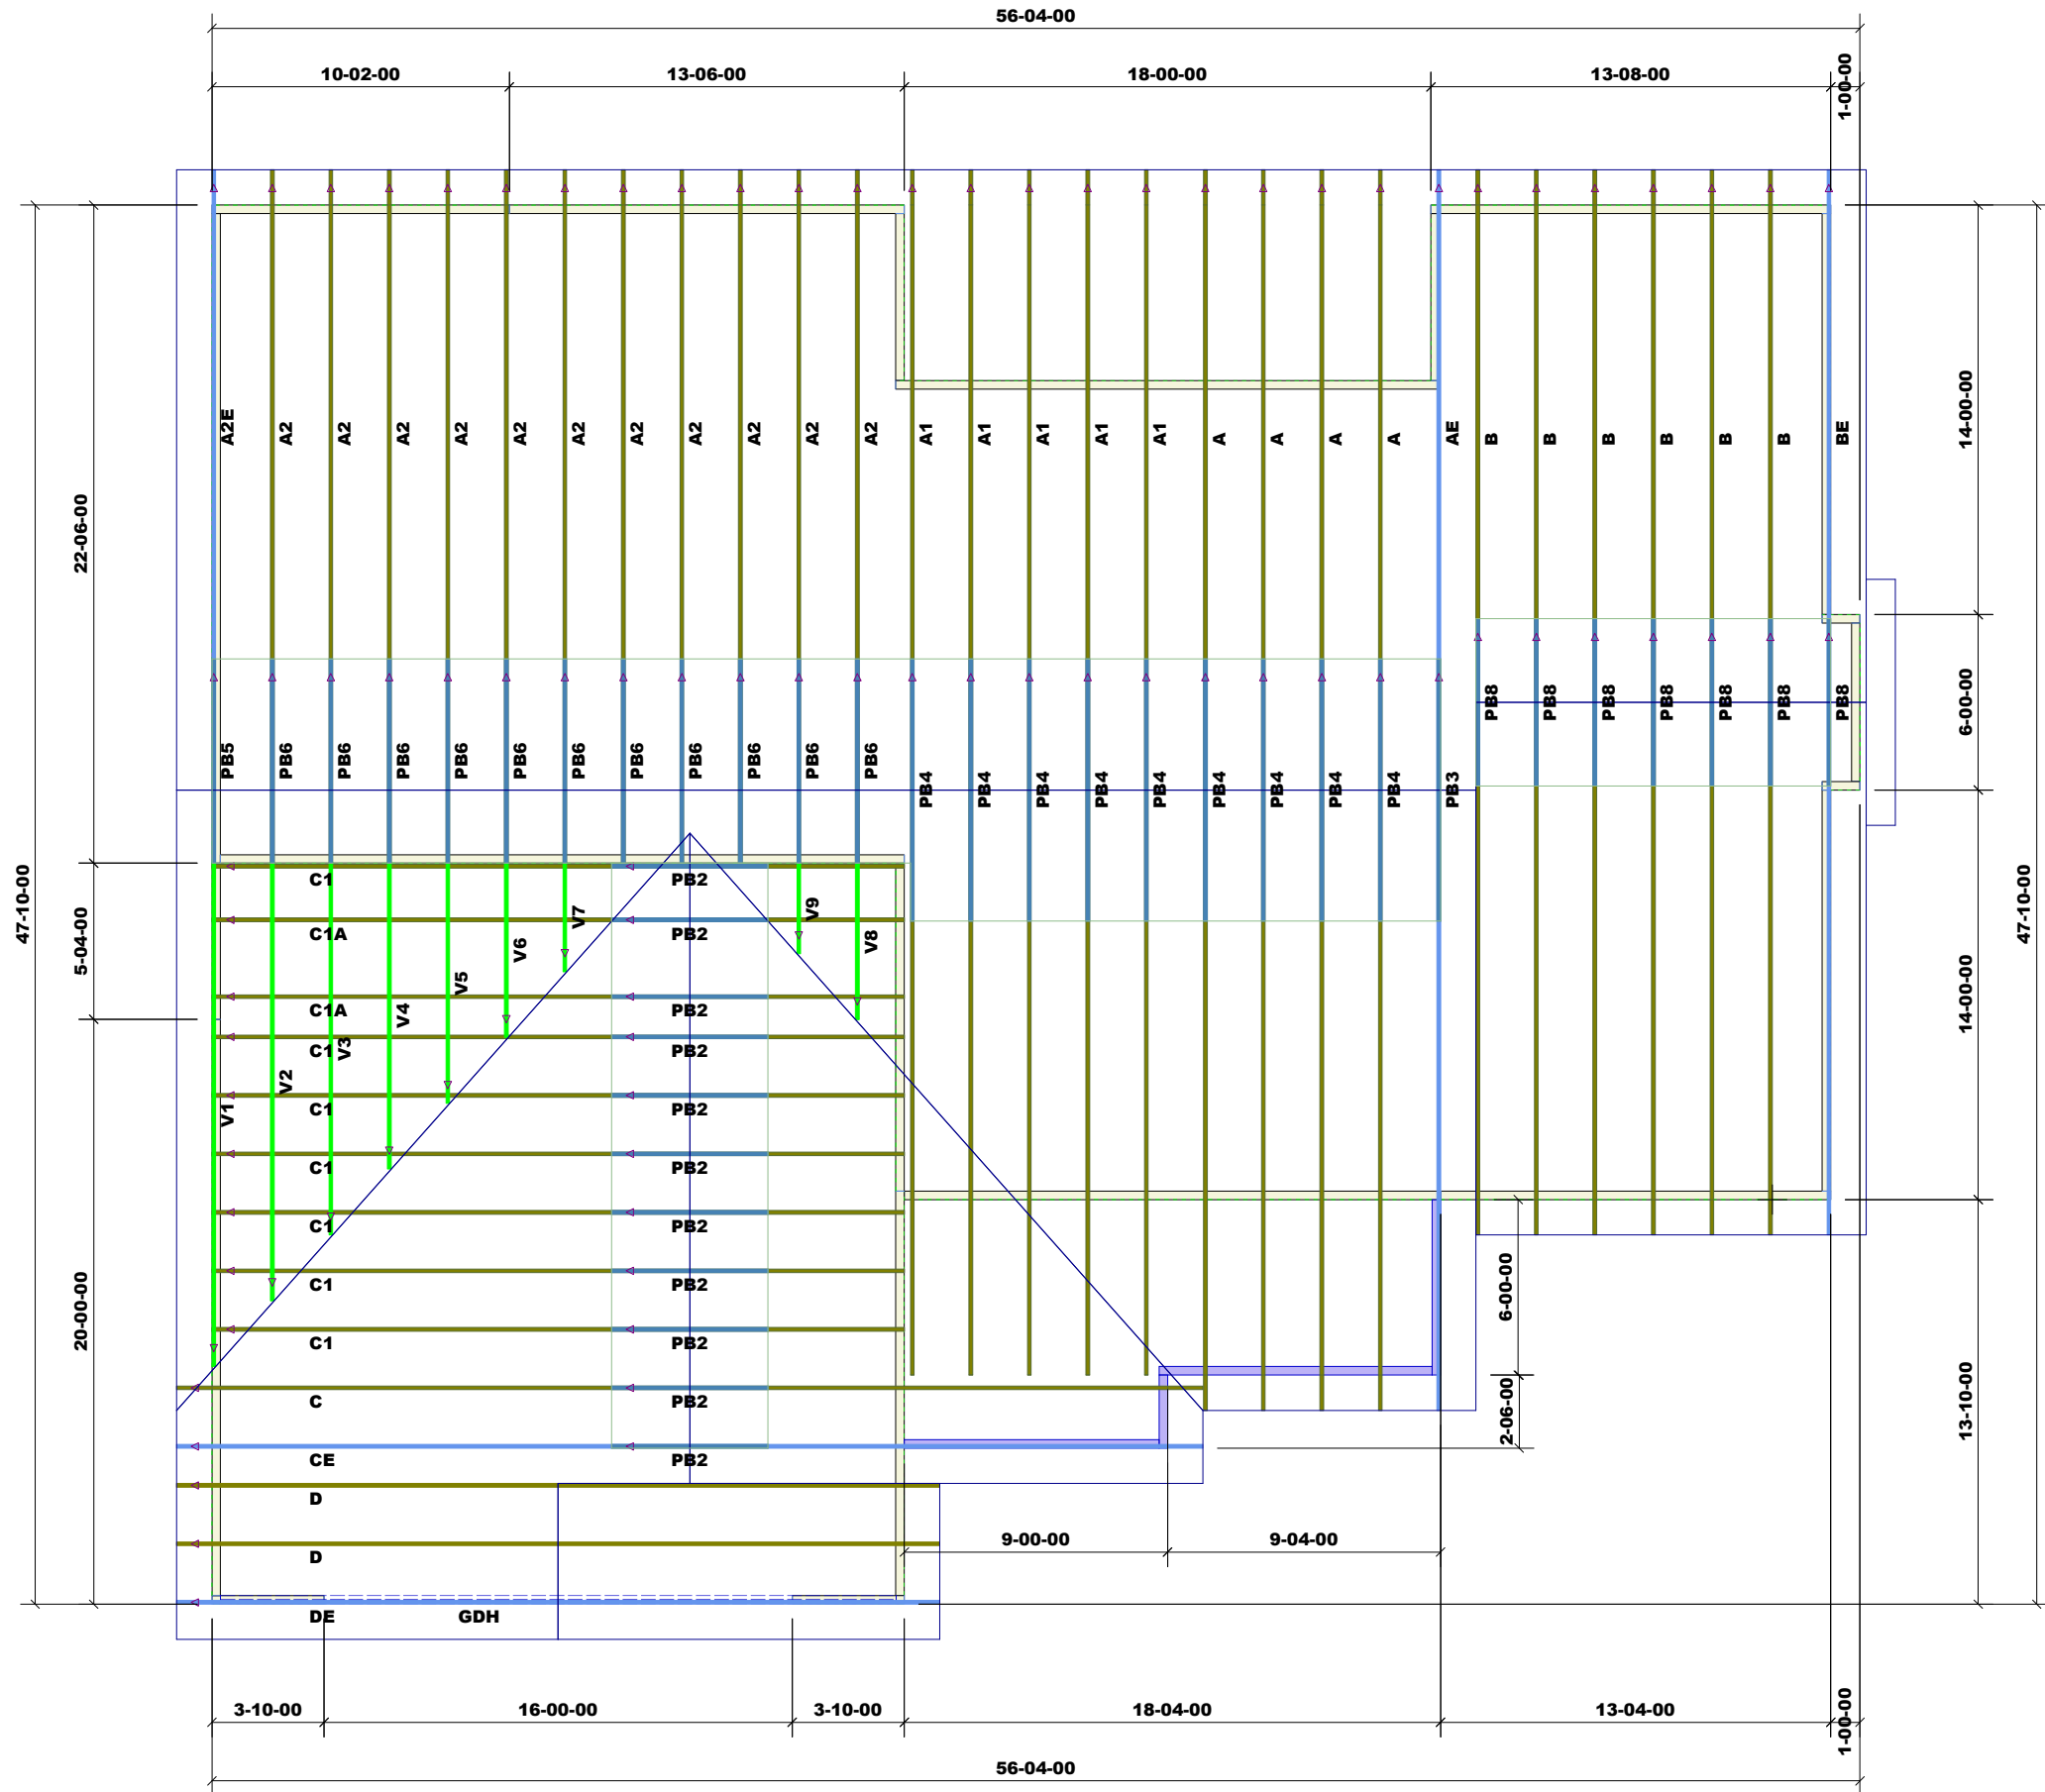 56-04-00
10-02-00 13-06-00 18-00-00 13-08-00 1-00-00
A2E A2 A2 A2 A2 A2 A2 A2 A2 A2 A2 A2 A1 A1 A1 A1 A1 A A A A AE B B B B B B BE
22-06-00
14-00-00
PB8 PB8 PB8 PB8 PB8 PB8 PB8
6-00-00
PB5 PB6 PB6 PB6 PB6 PB6 PB6 PB6 PB6 PB6 PB6 PB6 PB4 PB4 PB4 PB4 PB4 PB4 PB4 PB4 PB4 PB3
47-10-00
47-10-00
5-04-00
C1 PB2
V7 V9
C1A PB2
V6 V8
V5
C1A PB2
V4
C1 PB2
V3
V2
V1
C1 PB2
14-00-00
C1 PB2
C1 PB2
C1 PB2
20-00-00
6-00-00
C1 PB2
C PB2
2-06-00
13-10-00
CE PB2
D
9-00-00 9-04-00
D
DE GDH
3-10-00 16-00-00 3-10-00 18-04-00 13-04-00 1-00-00
56-04-00